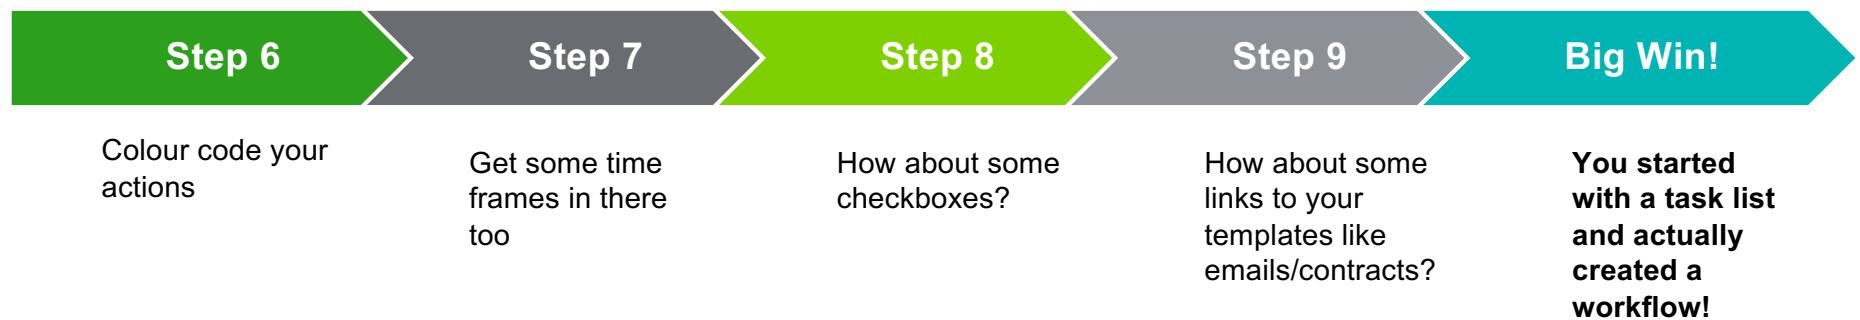 Step 6
Step 7
Step 8
Step 9
Big Win!
Colour code your
actions
Get some time
frames in there
too
How about some
checkboxes?
How about some
links to your
templates like
emails/contracts?
You started
with a task list
and actually
created a
workflow!